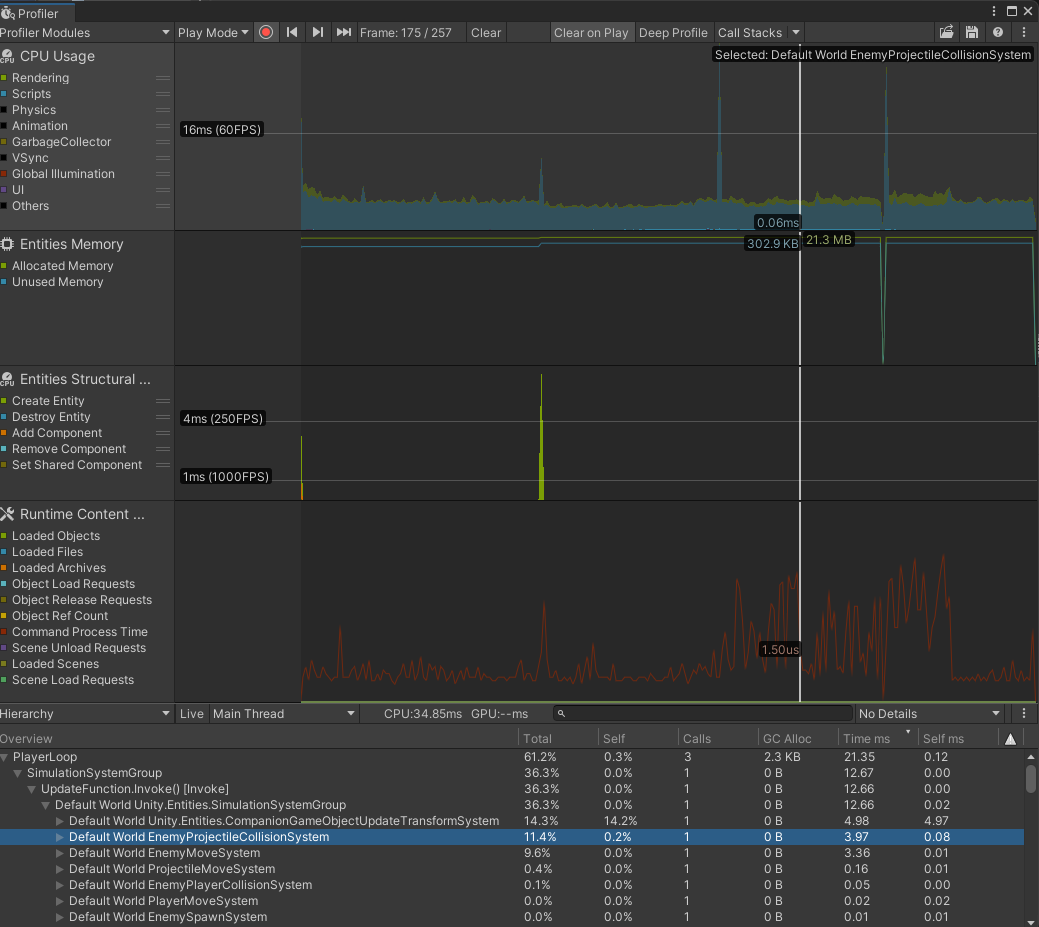 Profiler
Profiler Modules Play Mode Frame: 175 / 257 Clear Clear on Play Deep Profile Call Stacks
CPU Usage
Selected: Default World EnemyProjectileCollisionSystem
Rendering
Scripts
Physics
Animation
GarbageCollector
VSync
Global Illumination
UI
Others
16ms (60FPS)
0.06ms
Entities Memory
Allocated Memory
Unused Memory
302.9 KB 21.3 MB
Entities Structural ...
Create Entity
Destroy Entity
Add Component
Remove Component
Set Shared Component
4ms (250FPS)
1ms (1000FPS)
Runtime Content ...
Loaded Objects
Loaded Files
Loaded Archives
Object Load Requests
Object Release Requests
Object Ref Count
Command Process Time
Scene Unload Requests
Loaded Scenes
Scene Load Requests
1.50us
Hierarchy Live Main Thread CPU:34.85ms GPU:--ms No Details
Overview Total Self Calls GC Alloc Time ms Self ms
PlayerLoop 61.2% 0.3% 3 2.3 KB 21.35 0.12
SimulationSystemGroup 36.3% 0.0% 1 0 B 12.67 0.00
UpdateFunction.Invoke() [Invoke] 36.3% 0.0% 1 0 B 12.66 0.00
Default World Unity.Entities.SimulationSystemGroup 36.3% 0.0% 1 0 B 12.66 0.02
Default World Unity.Entities.CompanionGameObjectUpdateTransformSystem 14.3% 14.2% 1 0 B 4.98 4.97
Default World EnemyProjectileCollisionSystem 11.4% 0.2% 1 0 B 3.97 0.08
Default World EnemyMoveSystem 9.6% 0.0% 1 0 B 3.36 0.01
Default World ProjectileMoveSystem 0.4% 0.0% 1 0 B 0.16 0.01
Default World EnemyPlayerCollisionSystem 0.1% 0.0% 1 0 B 0.05 0.00
Default World PlayerMoveSystem 0.0% 0.0% 1 0 B 0.02 0.02
Default World EnemySpawnSystem 0.0% 0.0% 1 0 B 0.01 0.01